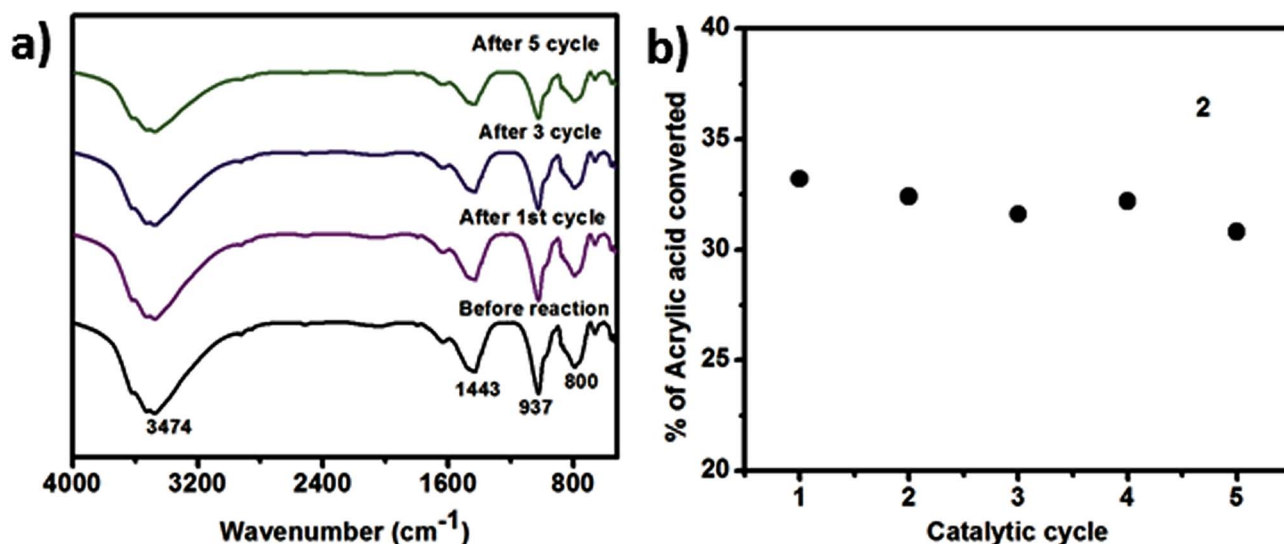 a)
After 5 cycle
After 3 cycle
After 1st cycle
Before reaction
3474
1443
937
800
4000 3200 2400 1600 800
Wavenumber (cm-1)
b)
% of Acrylic acid converted
40
35
30
25
20
2
1 2 3 4 5
Catalytic cycle